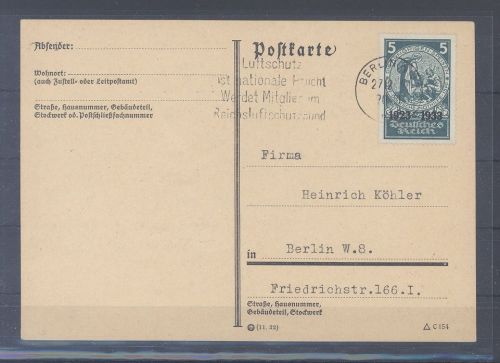 Absender:
Wohnort:
(auch Zustell- oder Leitpostamt)
Straße, Hausnummer, Gebäudeteil,
Stockwerk od. Postschließfachnummer
Postkarte
Luftschutz
ist nationale Pflicht
Werdet Mitglied im
Reichsluftschutzbund
BERLIN
5 5
1923 · 1933
Deutsches
Reich
Firma
Heinrich Köhler
in Berlin W.8.
Friedrichstr.166.I.
Straße, Hausnummer,
Gebäudeteil, Stockwerk
(11. 32)
C 154